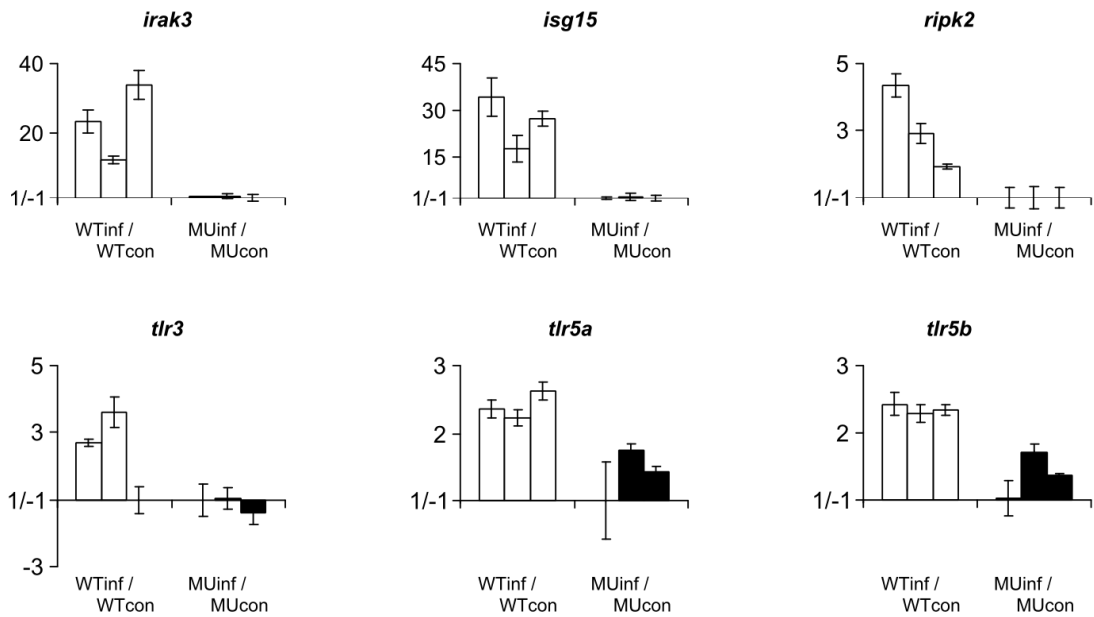 irak3
isg15
ripk2
40
20
1/-1
45
30
15
1/-1
5
3
1/-1
WTinf /
WTcon
MUinf /
MUcon
WTinf /
WTcon
MUinf /
MUcon
WTinf /
WTcon
MUinf /
MUcon
tlr3
tlr5a
tlr5b
5
3
1/-1
-3
3
2
1/-1
3
2
1/-1
WTinf /
WTcon
MUinf /
MUcon
WTinf /
WTcon
MUinf /
MUcon
WTinf /
WTcon
MUinf /
MUcon